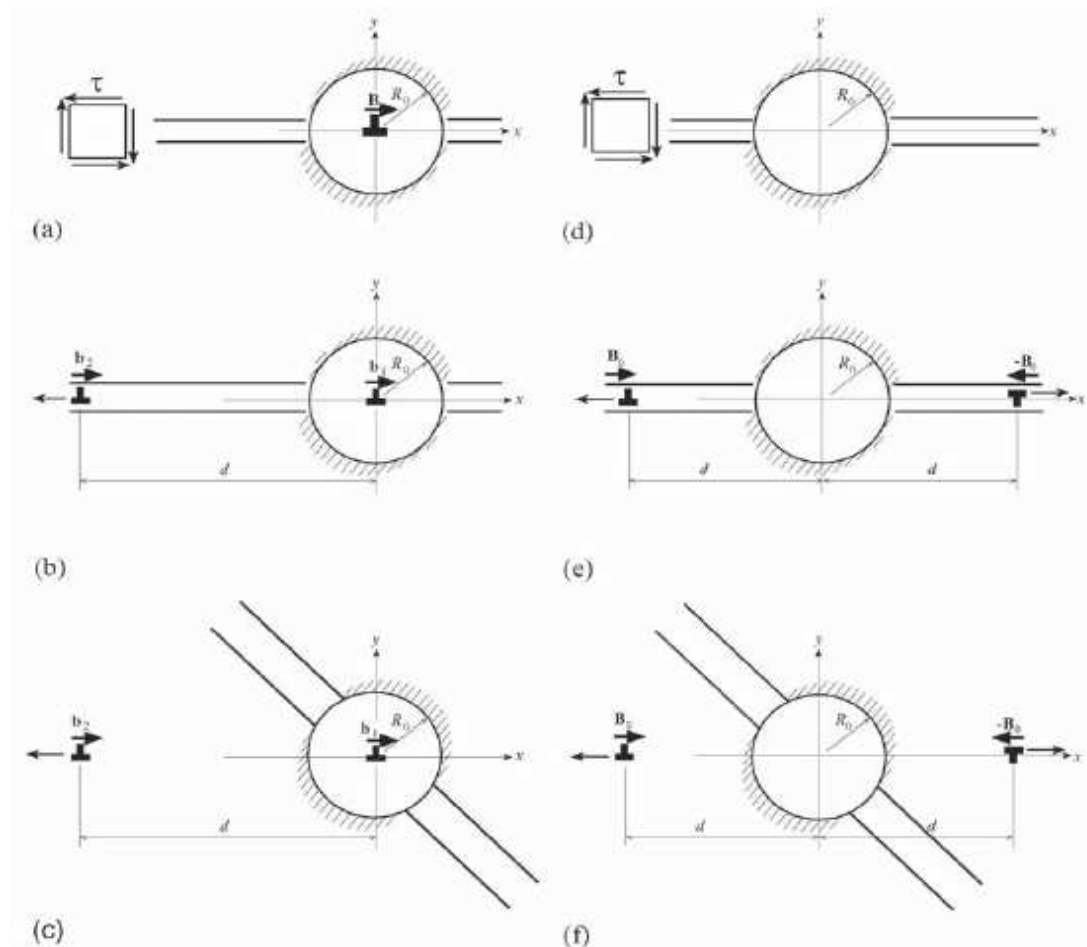 y
y
τ
B
R₀
x
τ
R₀
x
(a)
(d)
y
y
b₂
b₁
R₀
x
B₀
R₀
-B₀
x
d
d
d
(b)
(e)
y
y
b₂
b₁
R₀
x
B₀
R₀
-B₀
x
d
d
d
(c)
(f)